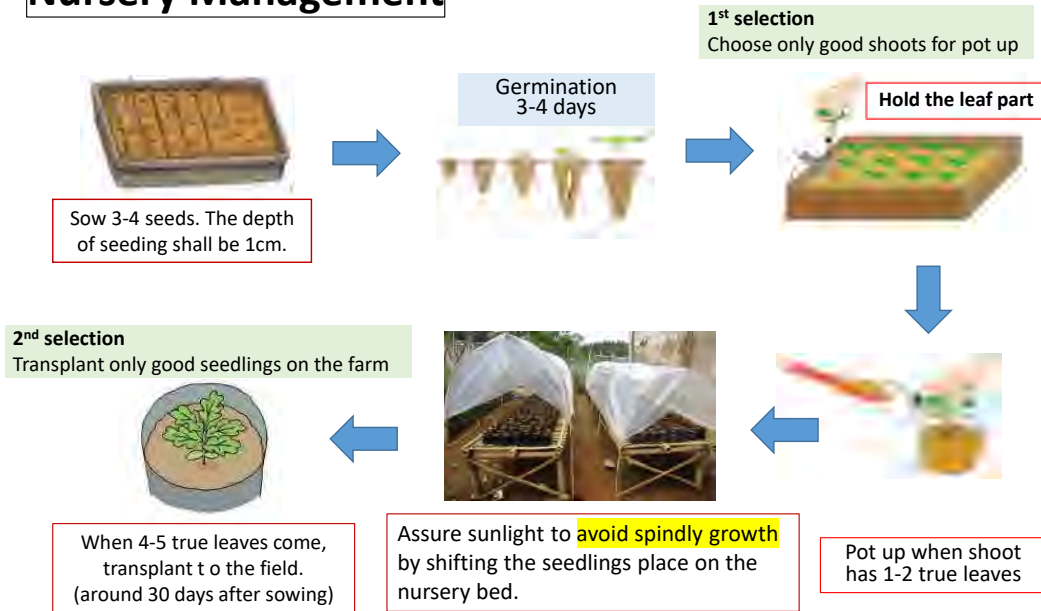 Nursery Management
1st selection
Choose only good shoots for pot up
Germination
3-4 days
Hold the leaf part
Sow 3-4 seeds. The depth
of seeding shall be 1cm.
2nd selection
Transplant only good seedlings on the farm
When 4-5 true leaves come,
transplant t o the field.
(around 30 days after sowing)
Assure sunlight to avoid spindly growth
by shifting the seedlings place on the
nursery bed.
Pot up when shoot
has 1-2 true leaves